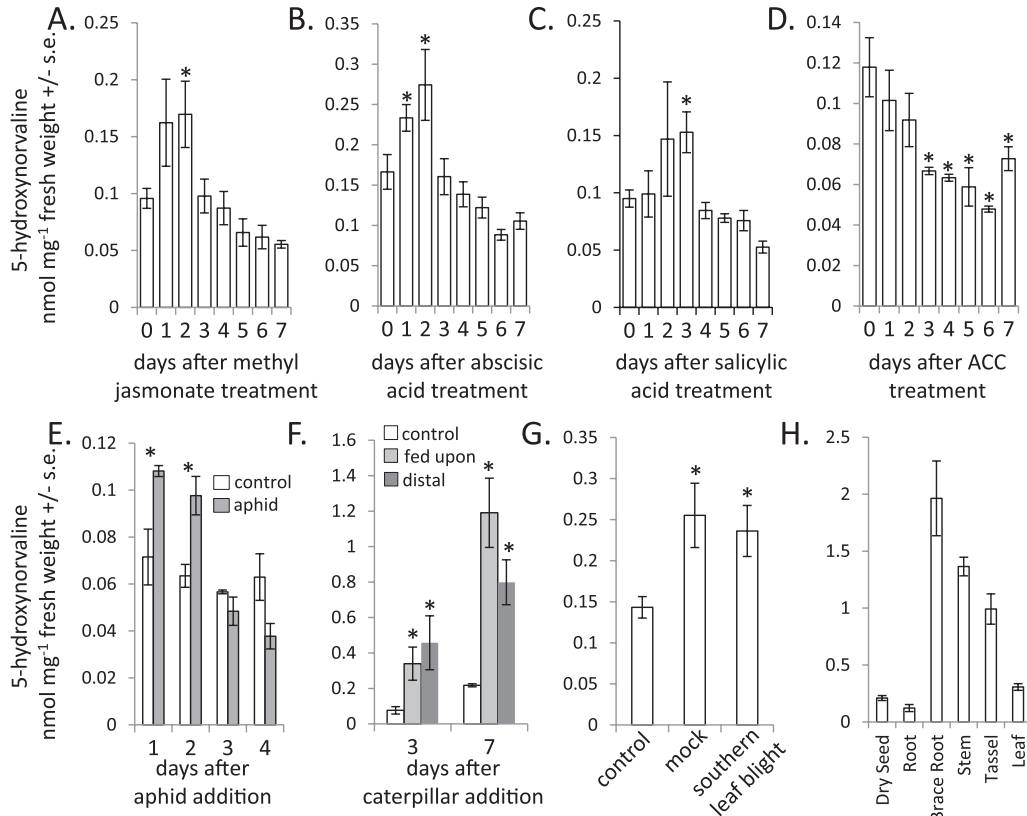 A.
B.
C.
D.
5-hydroxynorvaline
nmol mg-1 fresh weight +/- s.e.
0.25
0.2
0.15
0.1
0.05
0
*
0 1 2 3 4 5 6 7
days after methyl
jasmonate treatment
0.35
0.3
0.25
0.2
0.15
0.1
0.05
0
* *
0 1 2 3 4 5 6 7
days after abscisic
acid treatment
0.25
0.2
0.15
0.1
0.05
0
*
0 1 2 3 4 5 6 7
days after salicylic
acid treatment
0.14
0.12
0.1
0.08
0.06
0.04
0.02
0
* * * * *
0 1 2 3 4 5 6 7
days after ACC
treatment
E.
F.
G.
H.
5-hydroxynorvaline
nmol mg-1 fresh weight +/- s.e.
0.12
0.1
0.08
0.06
0.04
0.02
0
* *
control
aphid
1 2 3 4
days after
aphid addition
1.6
1.4
1.2
1
0.8
0.6
0.4
0.2
0
control
fed upon
distal
* * * *
3 7
days after
caterpillar addition
0.35
0.3
0.25
0.2
0.15
0.1
0.05
0
* *
control
mock
southern
leaf blight
2.5
2
1.5
1
0.5
0
Dry Seed
Root
Brace Root
Stem
Tassel
Leaf